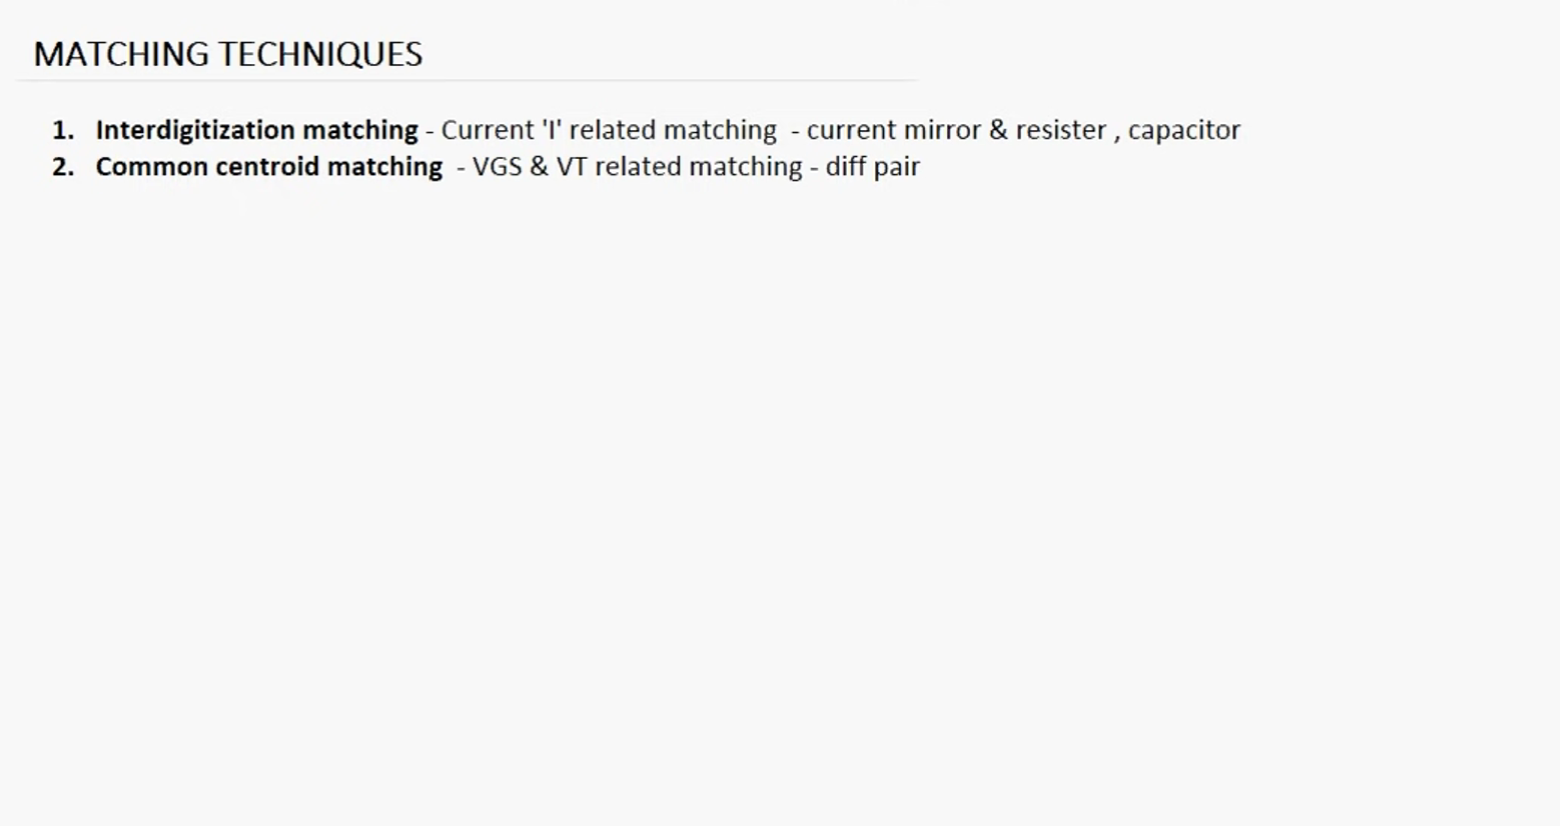 MATCHING TECHNIQUES
1. Interdigitization matching - Current 'I' related matching - current mirror & resister , capacitor
2. Common centroid matching - VGS & VT related matching - diff pair